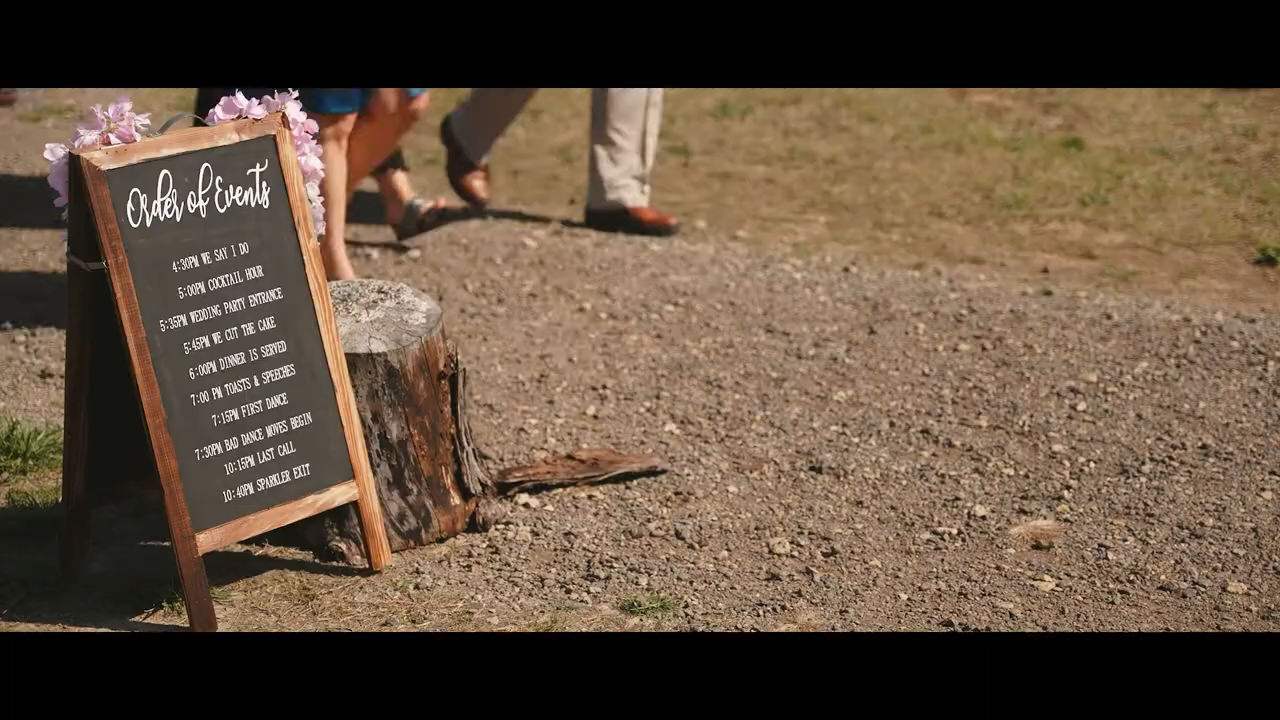 Order of Events
4:30PM WE SAY I DO
5:00PM COCKTAIL HOUR
5:35PM WEDDING PARTY ENTRANCE
5:45PM WE CUT THE CAKE
6:00PM DINNER IS SERVED
7:00 PM TOASTS & SPEECHES
7:15PM FIRST DANCE
7:30PM BAD DANCE MOVES BEGIN
10:15PM LAST CALL
10:40PM SPARKLER EXIT